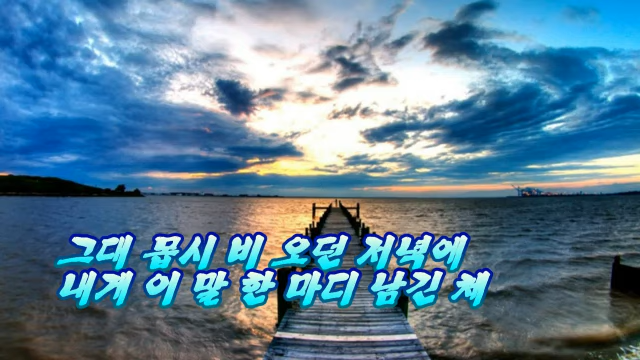 그대 몹시 비 오던 저녁에
내게 이 말 한 마디 남긴 채